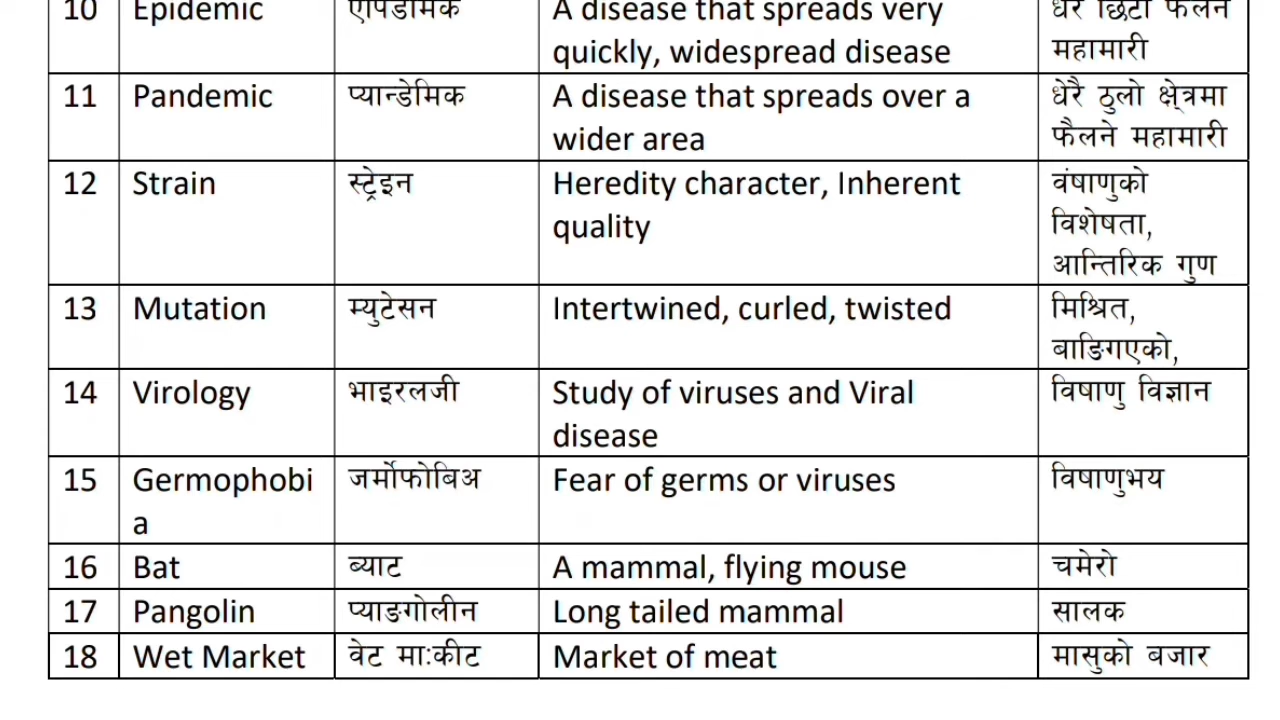 10 Epidemic एपिडेमिक A disease that spreads very धेरै छिटो फैलने
quickly, widespread disease महामारी
11 Pandemic प्यान्डेमिक A disease that spreads over a धेरै ठुलो क्षे्त्रमा
wider area फैलने महामारी
12 Strain स्ट्रेइन Heredity character, Inherent वंषाणुको
quality विशेषता,
आन्तिरिक गुण
13 Mutation म्युटेसन Intertwined, curled, twisted मिश्रित,
बाङिगएको,
14 Virology भाइरलजी Study of viruses and Viral विषाणु विज्ञान
disease
15 Germophobi जर्मोफोबिअ Fear of germs or viruses विषाणुभय
a
16 Bat ब्याट A mammal, flying mouse चमेरो
17 Pangolin प्याङगोलीन Long tailed mammal सालक
18 Wet Market वेट माःकीट Market of meat मासुको बजार